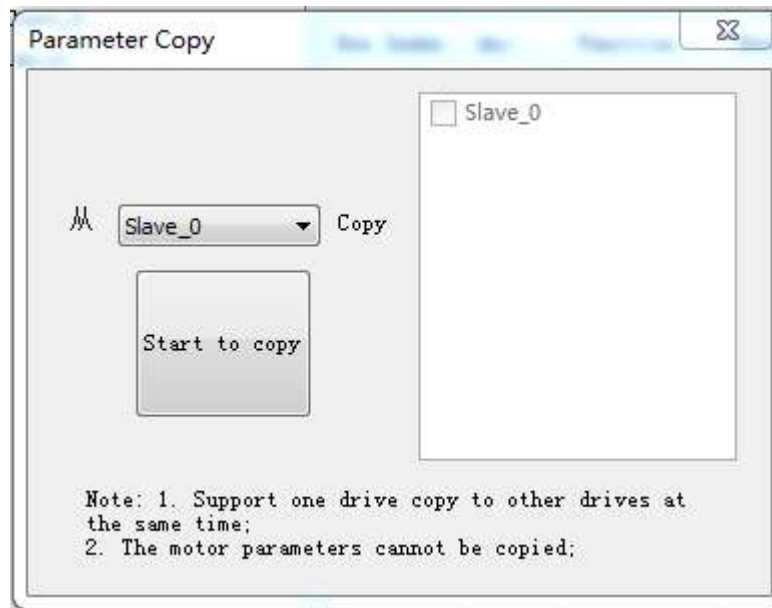 Parameter Copy
Slave_0
从
Slave_0
Copy
Start to copy
Note: 1. Support one drive copy to other drives at
the same time;
2. The motor parameters cannot be copied;